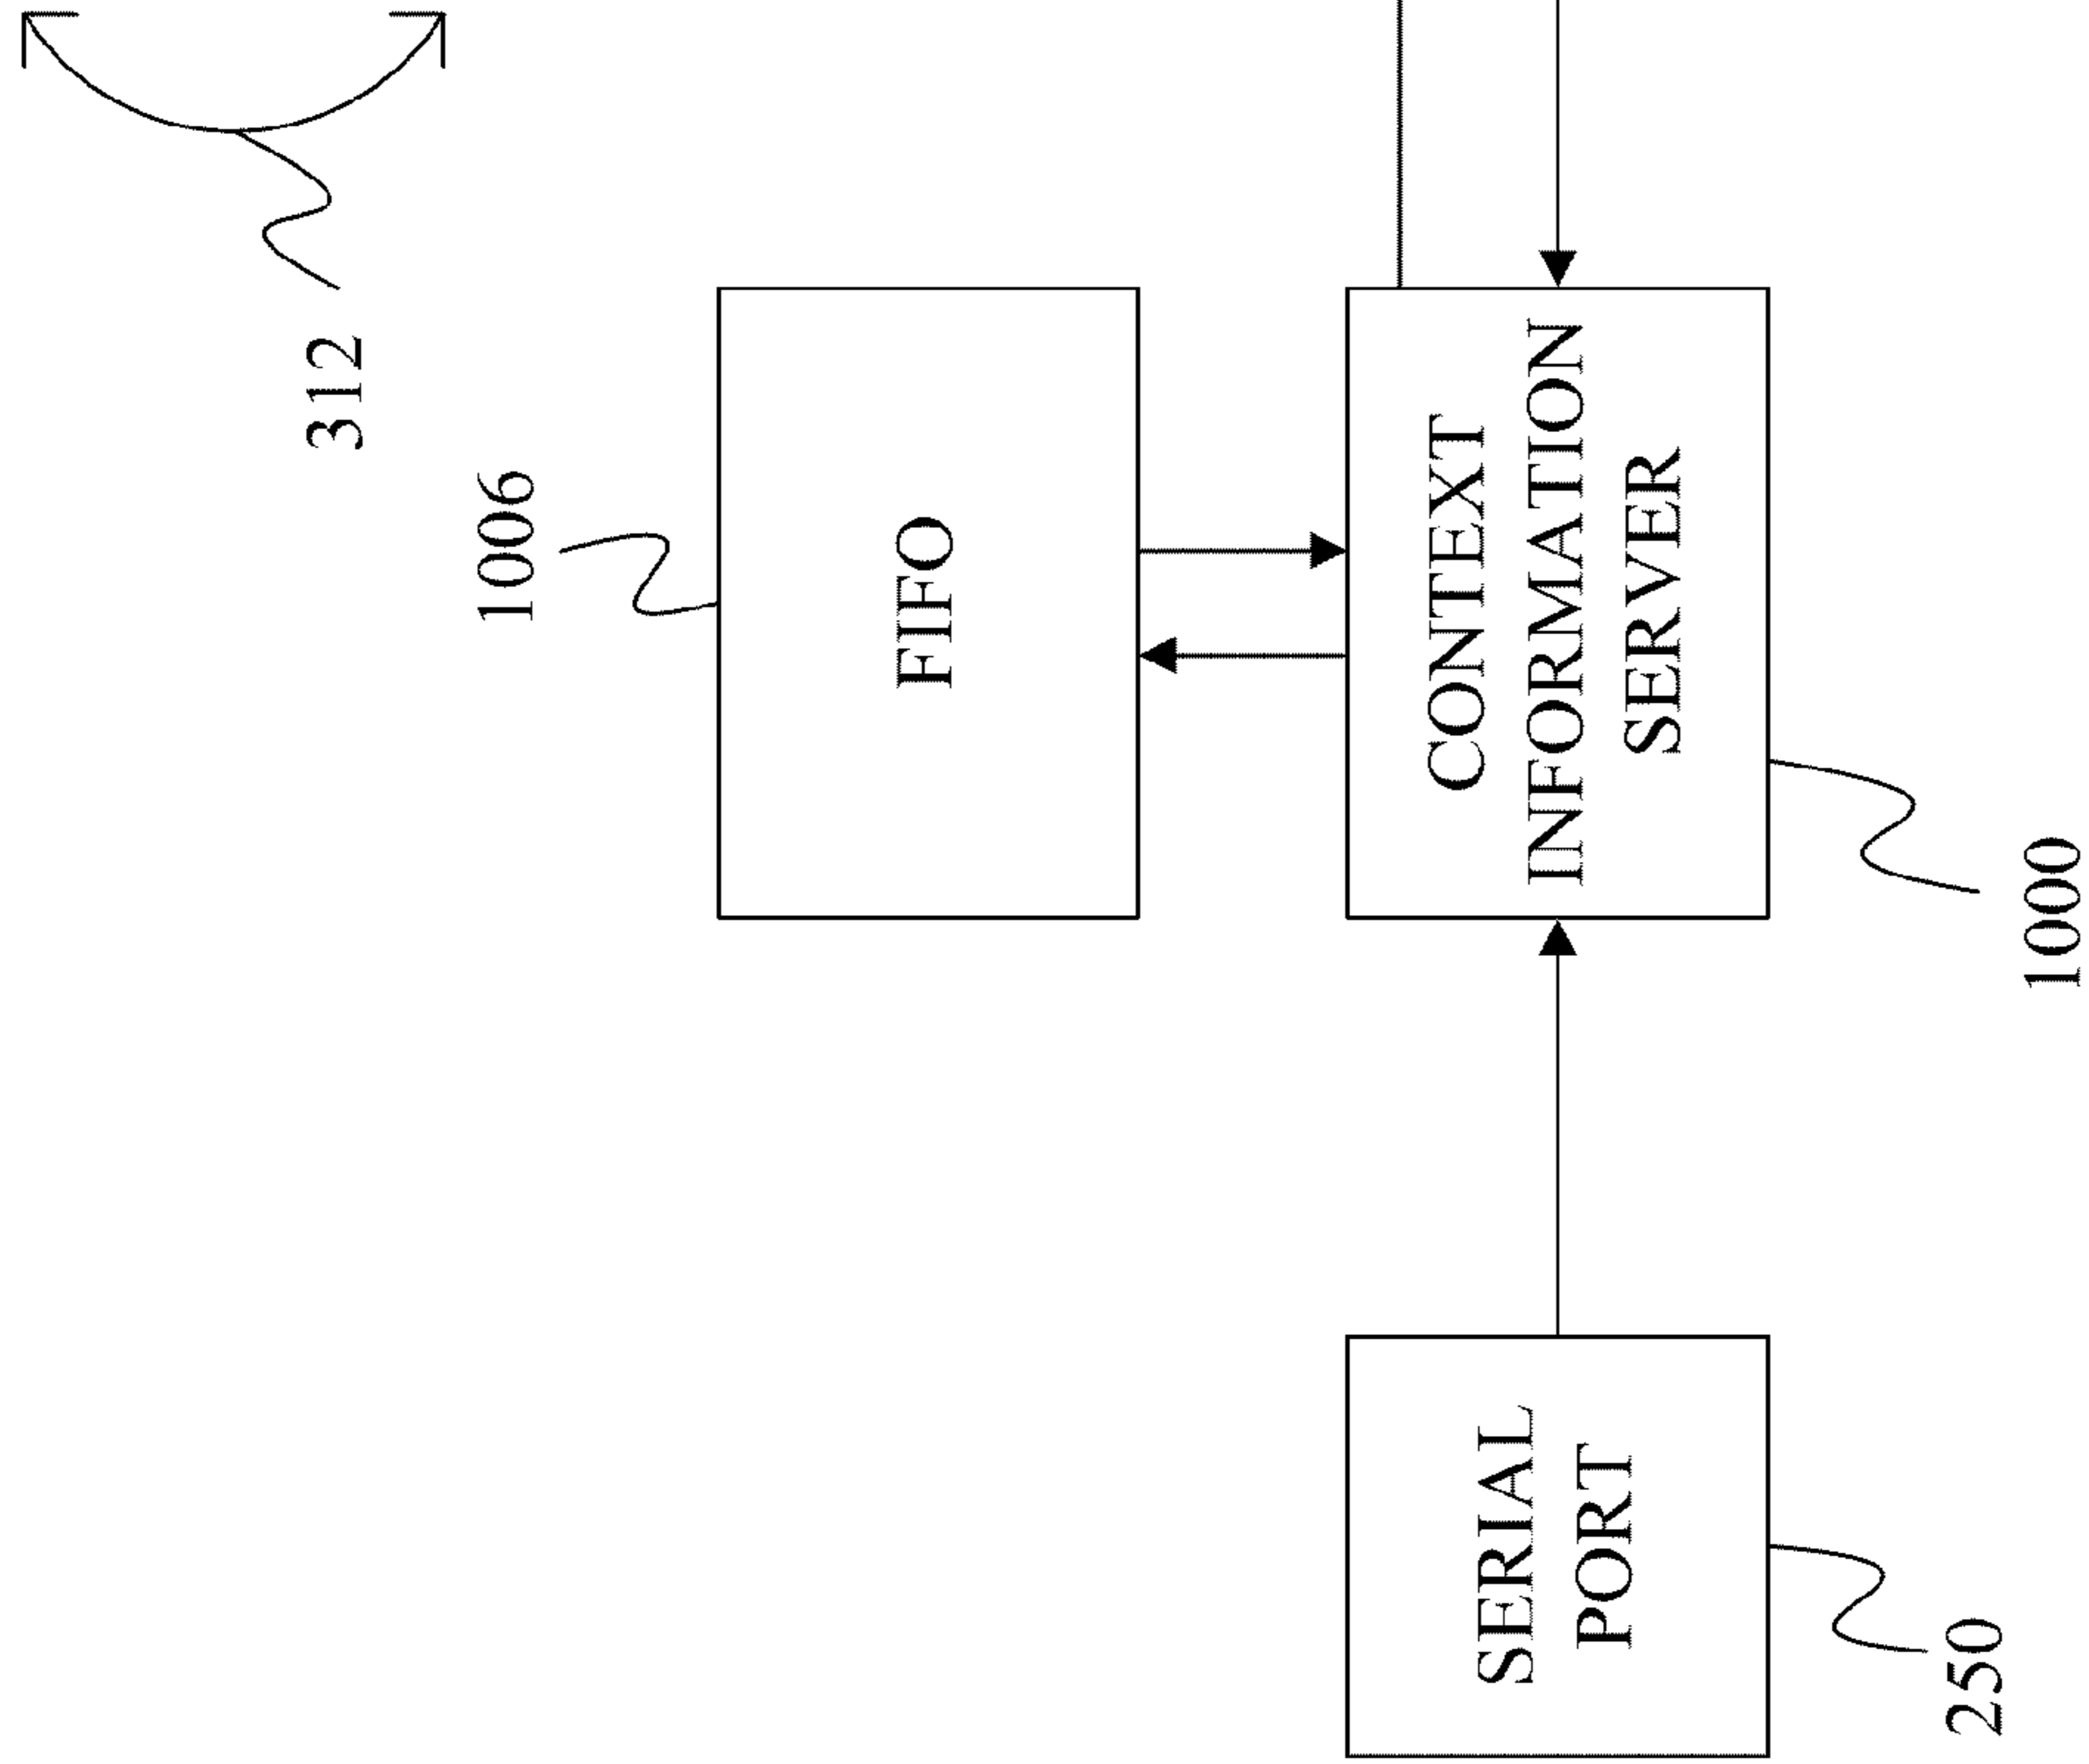 312
1006
FIFO
CONTEXT
INFORMATION
SERVER
1000
SERIAL
PORT
250